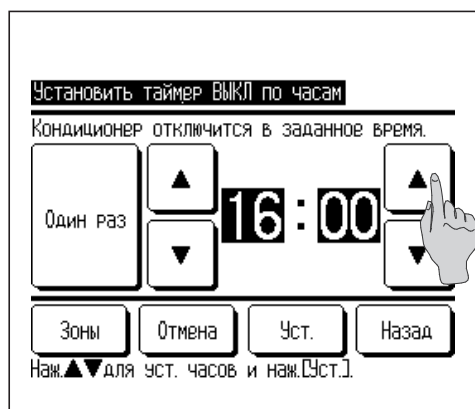 Установить таймер ВЫКЛ по часам
Кондиционер отключится в заданное время.
▲ ▲
Один раз 16:00
▼ ▼
Зоны Отмена Уст. Назад
Наж.▲▼для уст. часов и наж.[Уст.].